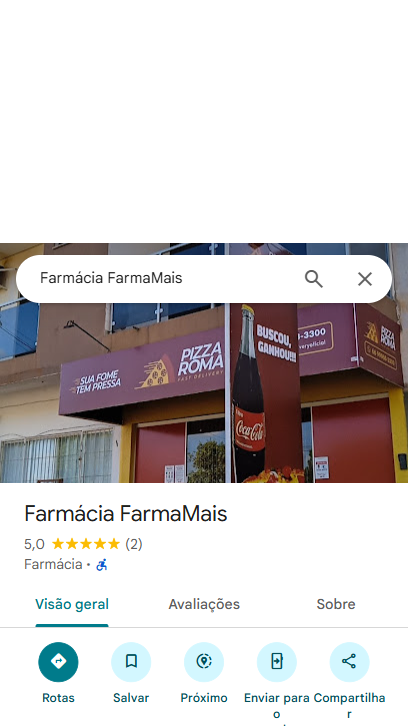 Farmácia FarmaMais
SUA FOME
TEM PRESSA
PIZZA
ROMA
FAST DELIVERY
BUSCOU,
GANHOU!!!
-3300
PIZZA
ROMA
Coca-Cola
Farmácia FarmaMais
5,0 (2)
Farmácia ·
Visão geral
Avaliações
Sobre
Rotas
Salvar
Próximo
Enviar para
o
Compartilha
r